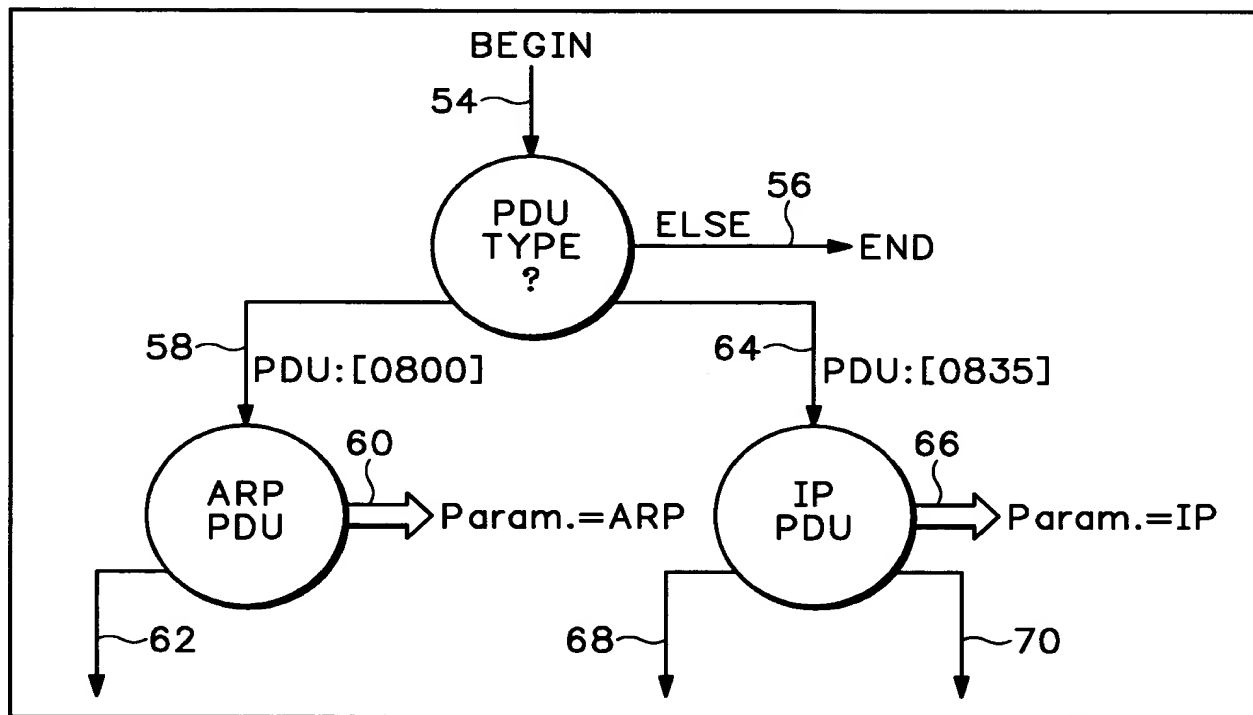 BEGIN
54
PDU
TYPE
?
ELSE
56
END
58
PDU:[0800]
64
PDU:[0835]
ARP
PDU
60
Param.=ARP
IP
PDU
66
Param.=IP
62
68
70